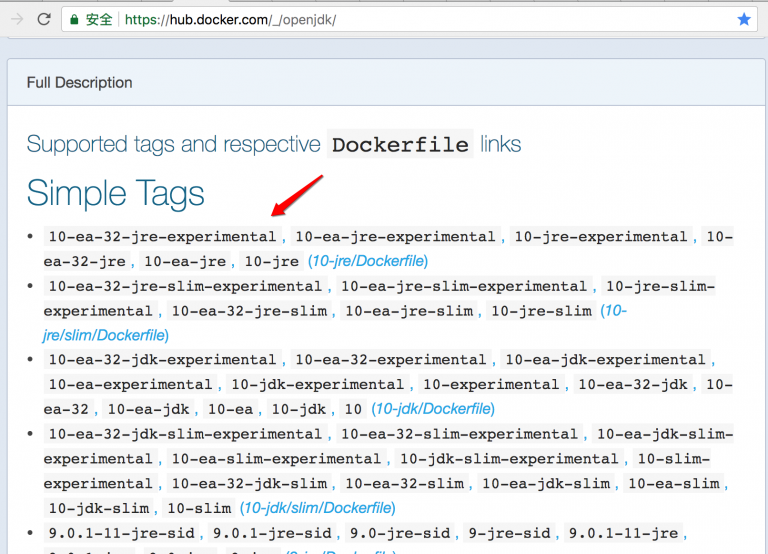 安全 https://hub.docker.com/_/openjdk/
Full Description
Supported tags and respective Dockerfile links
Simple Tags
• 10-ea-32-jre-experimental, 10-ea-jre-experimental, 10-jre-experimental, 10-
ea-32-jre, 10-ea-jre, 10-jre (10-jre/Dockerfile)
• 10-ea-32-jre-slim-experimental, 10-ea-jre-slim-experimental, 10-jre-slim-
experimental, 10-ea-32-jre-slim, 10-ea-jre-slim, 10-jre-slim (10-
jre/slim/Dockerfile)
• 10-ea-32-jdk-experimental, 10-ea-32-experimental, 10-ea-jdk-experimental,
10-ea-experimental, 10-jdk-experimental, 10-experimental, 10-ea-32-jdk, 10-
ea-32, 10-ea-jdk, 10-ea, 10-jdk, 10 (10-jdk/Dockerfile)
• 10-ea-32-jdk-slim-experimental, 10-ea-32-slim-experimental, 10-ea-jdk-slim-
experimental, 10-ea-slim-experimental, 10-jdk-slim-experimental, 10-slim-
experimental, 10-ea-32-jdk-slim, 10-ea-32-slim, 10-ea-jdk-slim, 10-ea-slim,
10-jdk-slim, 10-slim (10-jdk/slim/Dockerfile)
• 9.0.1-11-jre-sid, 9.0.1-jre-sid, 9.0-jre-sid, 9-jre-sid, 9.0.1-11-jre,